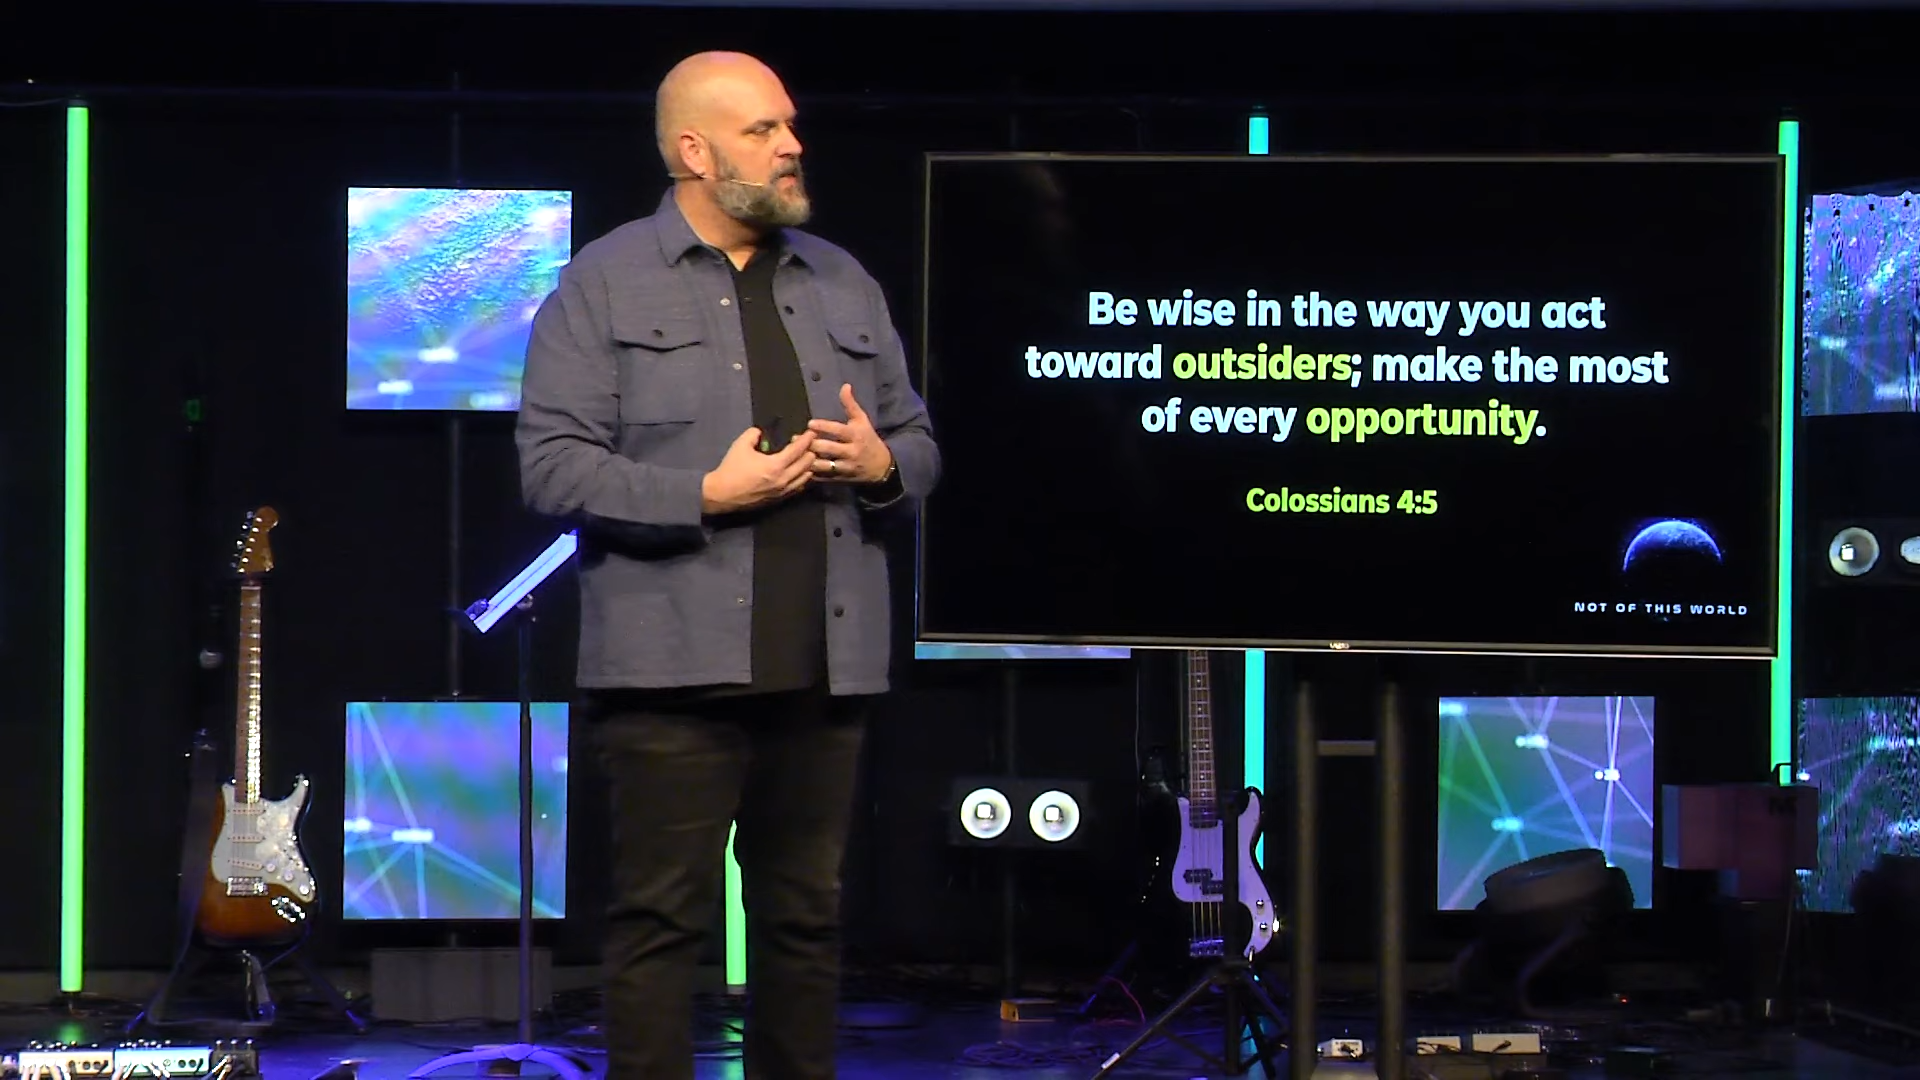 Be wise in the way you act
toward outsiders; make the most
of every opportunity.
Colossians 4:5
NOT OF THIS WORLD